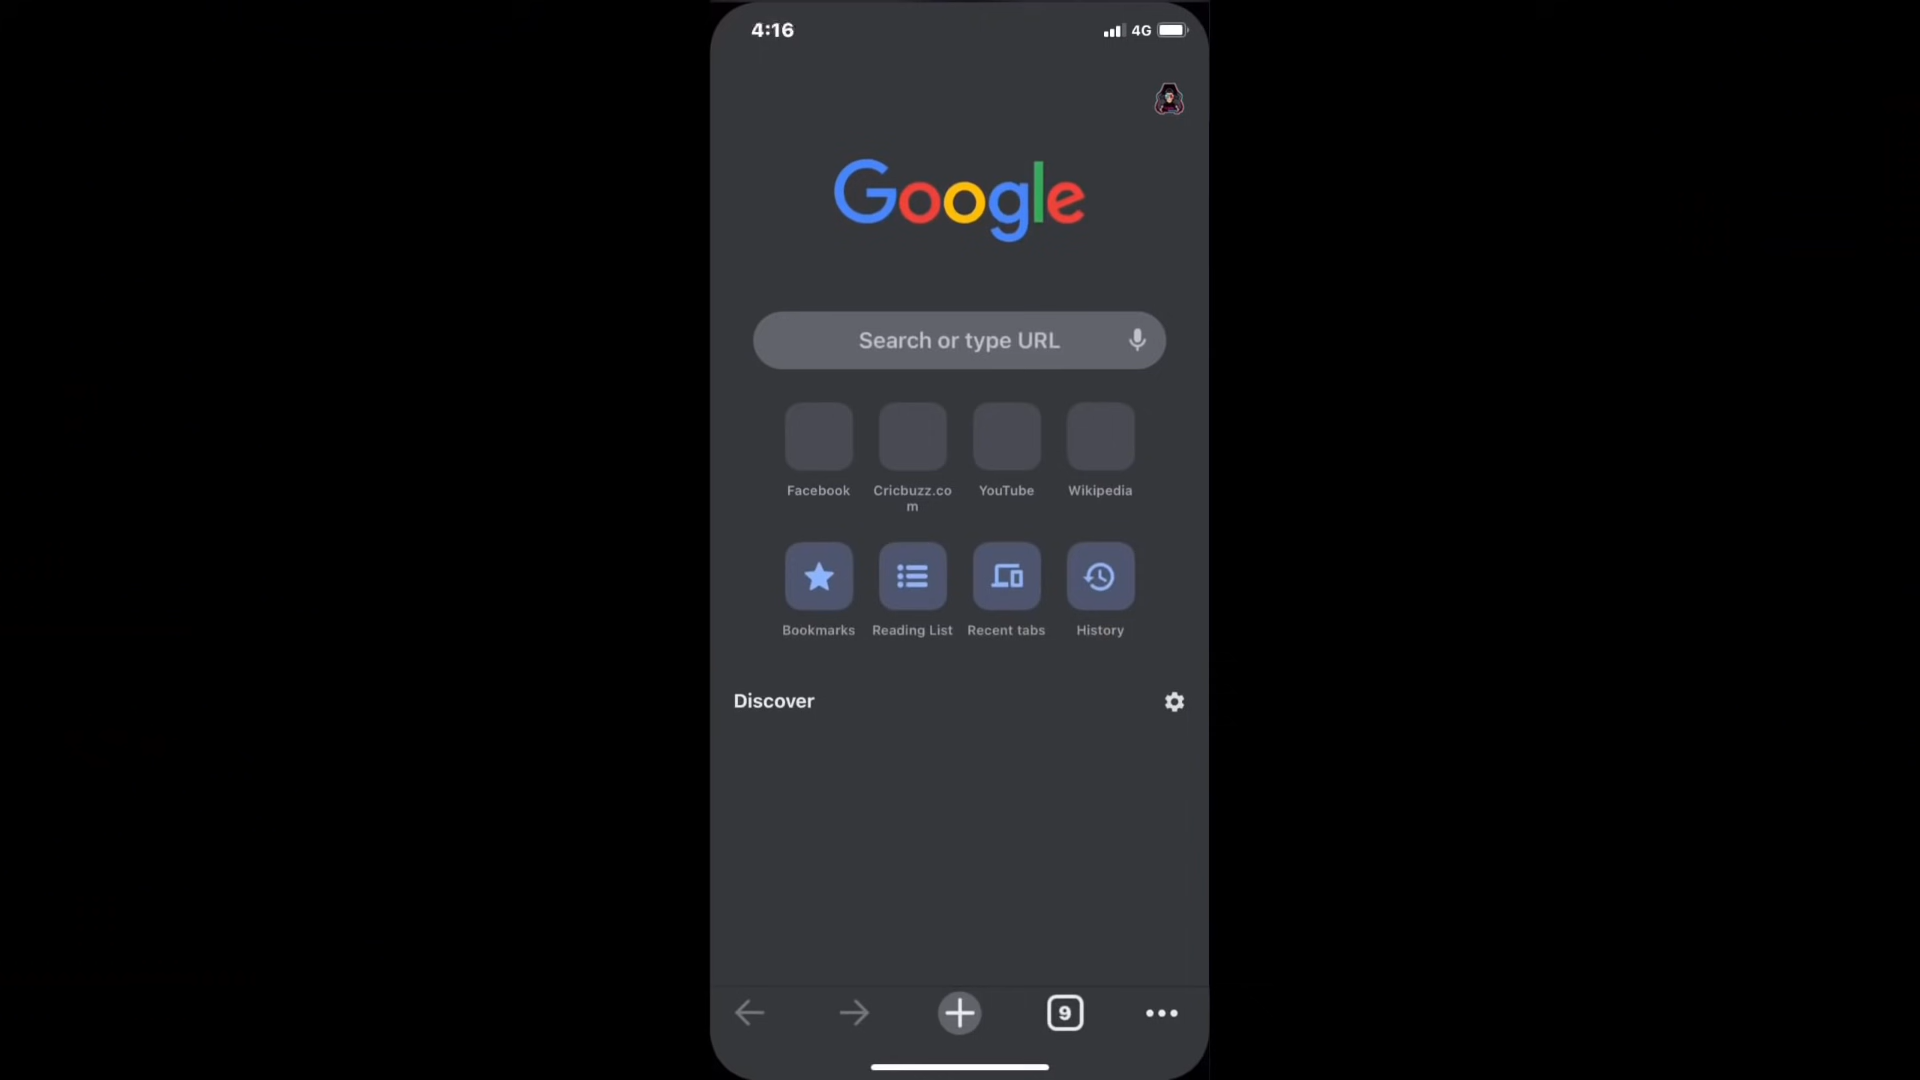 4:16
4G
Google
Search or type URL
Facebook
Cricbuzz.co
m
YouTube
Wikipedia
Bookmarks
Reading List
Recent tabs
History
Discover
9